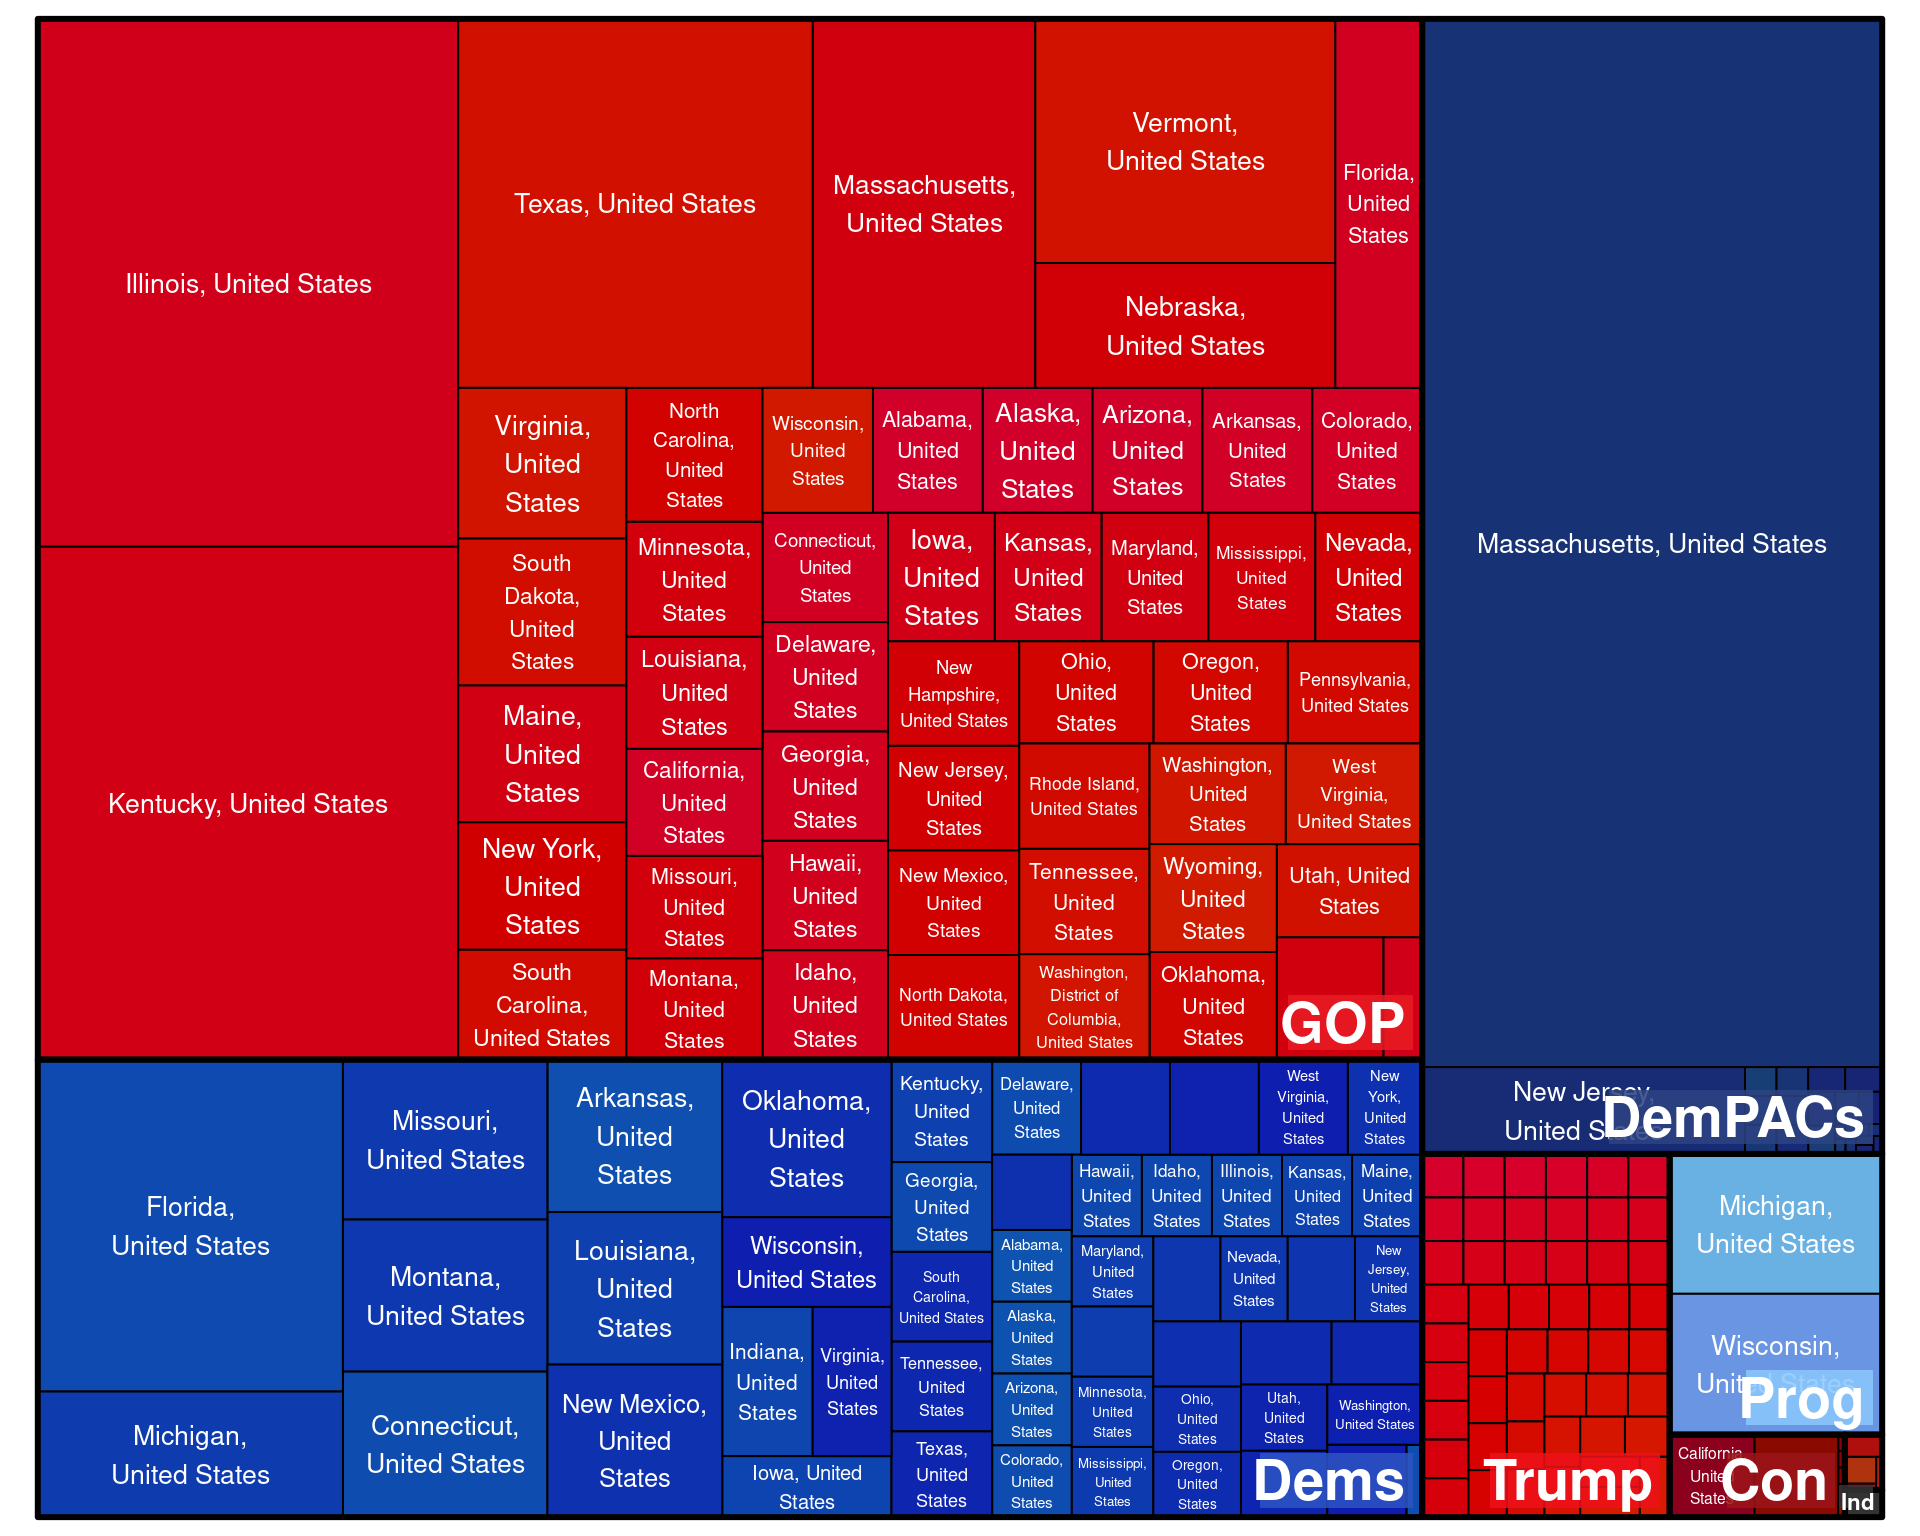 Illinois, United States
Kentucky, United States
Texas, United States
Massachusetts,
United States
Vermont,
United States
Nebraska,
United States
Florida,
United
States
Virginia,
United
States
South
Dakota,
United
States
Maine,
United
States
New York,
United
States
South
Carolina,
United States
North
Carolina,
United
States
Minnesota,
United
States
Louisiana,
United
States
California,
United
States
Missouri,
United
States
Montana,
United
States
Wisconsin,
United
States
Alabama,
United
States
Alaska,
United
States
Arizona,
United
States
Arkansas,
United
States
Colorado,
United
States
Connecticut,
United
States
Delaware,
United
States
Georgia,
United
States
Hawaii,
United
States
Idaho,
United
States
Iowa,
United
States
Kansas,
United
States
Maryland,
United
States
Mississippi,
United
States
Nevada,
United
States
New
Hampshire,
United States
New Jersey,
United
States
New Mexico,
United
States
North Dakota,
United States
Ohio,
United
States
Oregon,
United
States
Pennsylvania,
United States
Rhode Island,
United States
Tennessee,
United
States
Washington,
District of
Columbia,
United States
Washington,
United
States
West
Virginia,
United States
Wyoming,
United
States
Utah, United
States
Oklahoma,
United
States
GOP
Massachusetts, United States
New Jersey,
United States
DemPACs
Florida,
United States
Michigan,
United States
Missouri,
United States
Montana,
United States
Connecticut,
United States
Arkansas,
United
States
Louisiana,
United
States
New Mexico,
United
States
Oklahoma,
United
States
Wisconsin,
United States
Indiana,
United
States
Virginia,
United
States
Iowa, United
States
Kentucky,
United
States
Georgia,
United
States
South
Carolina,
United States
Tennessee,
United
States
Texas,
United
States
Delaware,
United
States
West
Virginia,
United
States
New
York,
United
States
Alabama,
United
States
Alaska,
United
States
Arizona,
United
States
Colorado,
United
States
Hawaii,
United
States
Idaho,
United
States
Illinois,
United
States
Kansas,
United
States
Maine,
United
States
Maryland,
United
States
Nevada,
United
States
New
Jersey,
United
States
Minnesota,
United
States
Mississippi,
United
States
Ohio,
United
States
Oregon,
United
States
Utah,
United
States
Washington,
United States
Dems
Trump
Michigan,
United States
Wisconsin,
United States
Prog
California,
United
States
Con
Ind